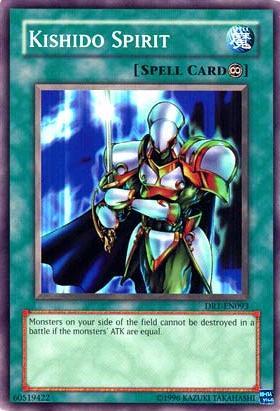 Kishido Spirit
魔
[Spell Card]
DR1-EN093
Monsters on your side of the field cannot be destroyed in a
battle if the monsters' ATK are equal.
60519422
©1996 KAZUKI TAKAHASHI